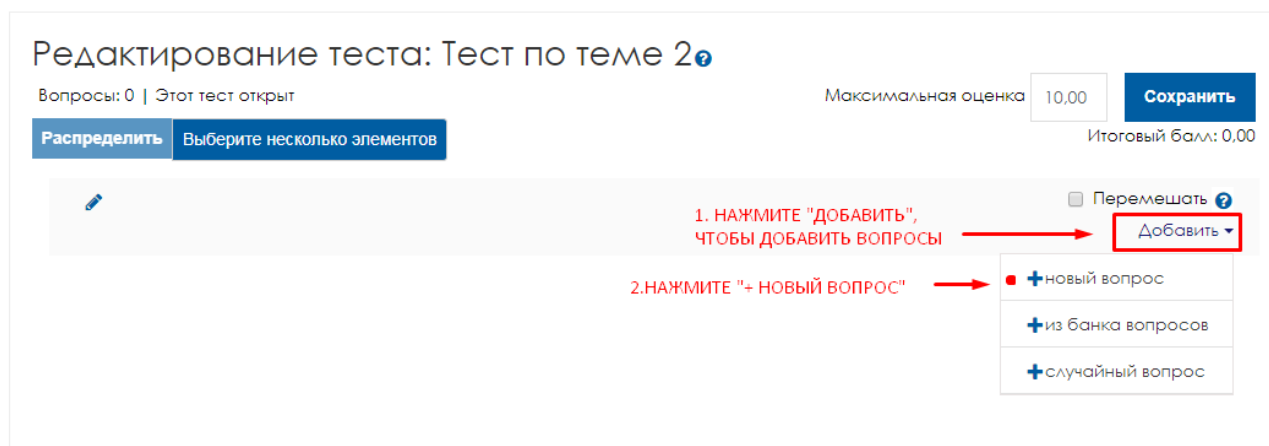 Редактирование теста: Тест по теме 2
Вопросы: 0 | Этот тест открыт
Максимальная оценка 10,00 Сохранить
Распределить Выберите несколько элементов
Итоговый балл: 0,00
Перемешать
1. НАЖМИТЕ "ДОБАВИТЬ",
ЧТОБЫ ДОБАВИТЬ ВОПРОСЫ
Добавить
2.НАЖМИТЕ "+ НОВЫЙ ВОПРОС"
+новый вопрос
+из банка вопросов
+случайный вопрос